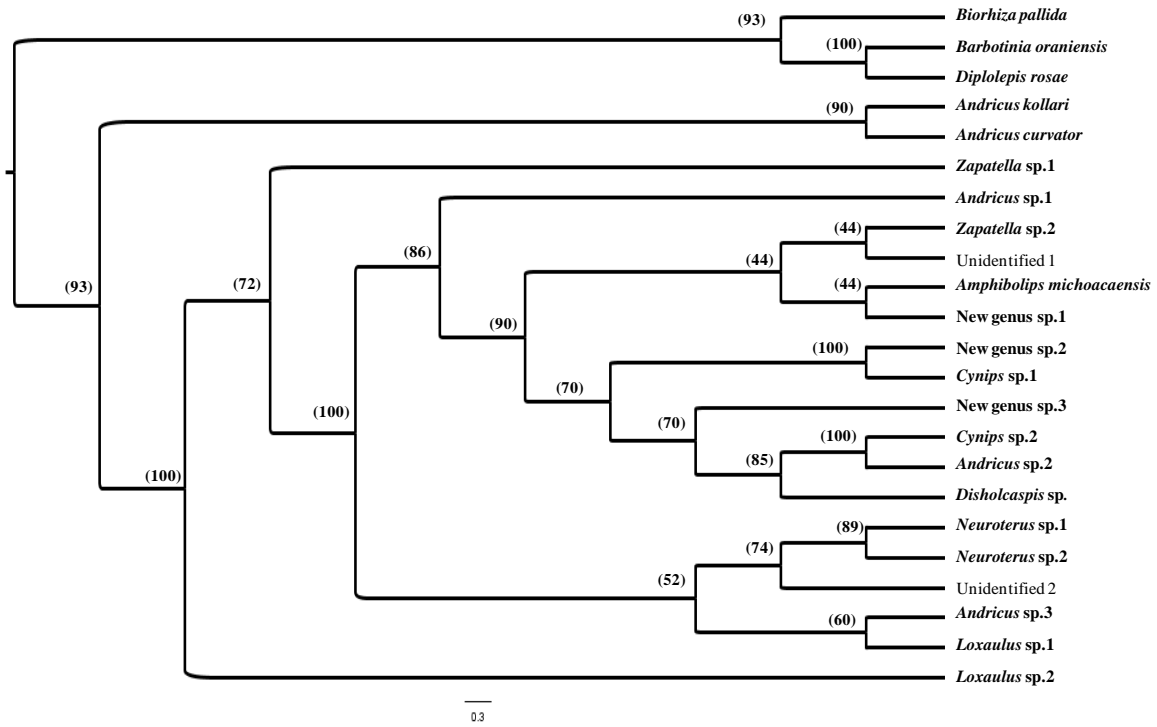 (93)
Biorhiza pallida
(100)
Barbotinia oraniensis
Diplolepis rosae
(90)
Andricus kollari
Andricus curvator
Zapatella sp.1
Andricus sp.1
(44)
Zapatella sp.2
(86)
(44)
Unidentified 1
(93)
(72)
(44)
Amphibolips michoacaensis
New genus sp.1
(90)
(100)
New genus sp.2
Cynips sp.1
(70)
(100)
(70)
New genus sp.3
(100)
Cynips sp.2
(100)
(85)
Andricus sp.2
Disholcaspis sp.
(89)
Neuroterus sp.1
(74)
Neuroterus sp.2
(52)
Unidentified 2
(60)
Andricus sp.3
Loxaulus sp.1
Loxaulus sp.2
0.3